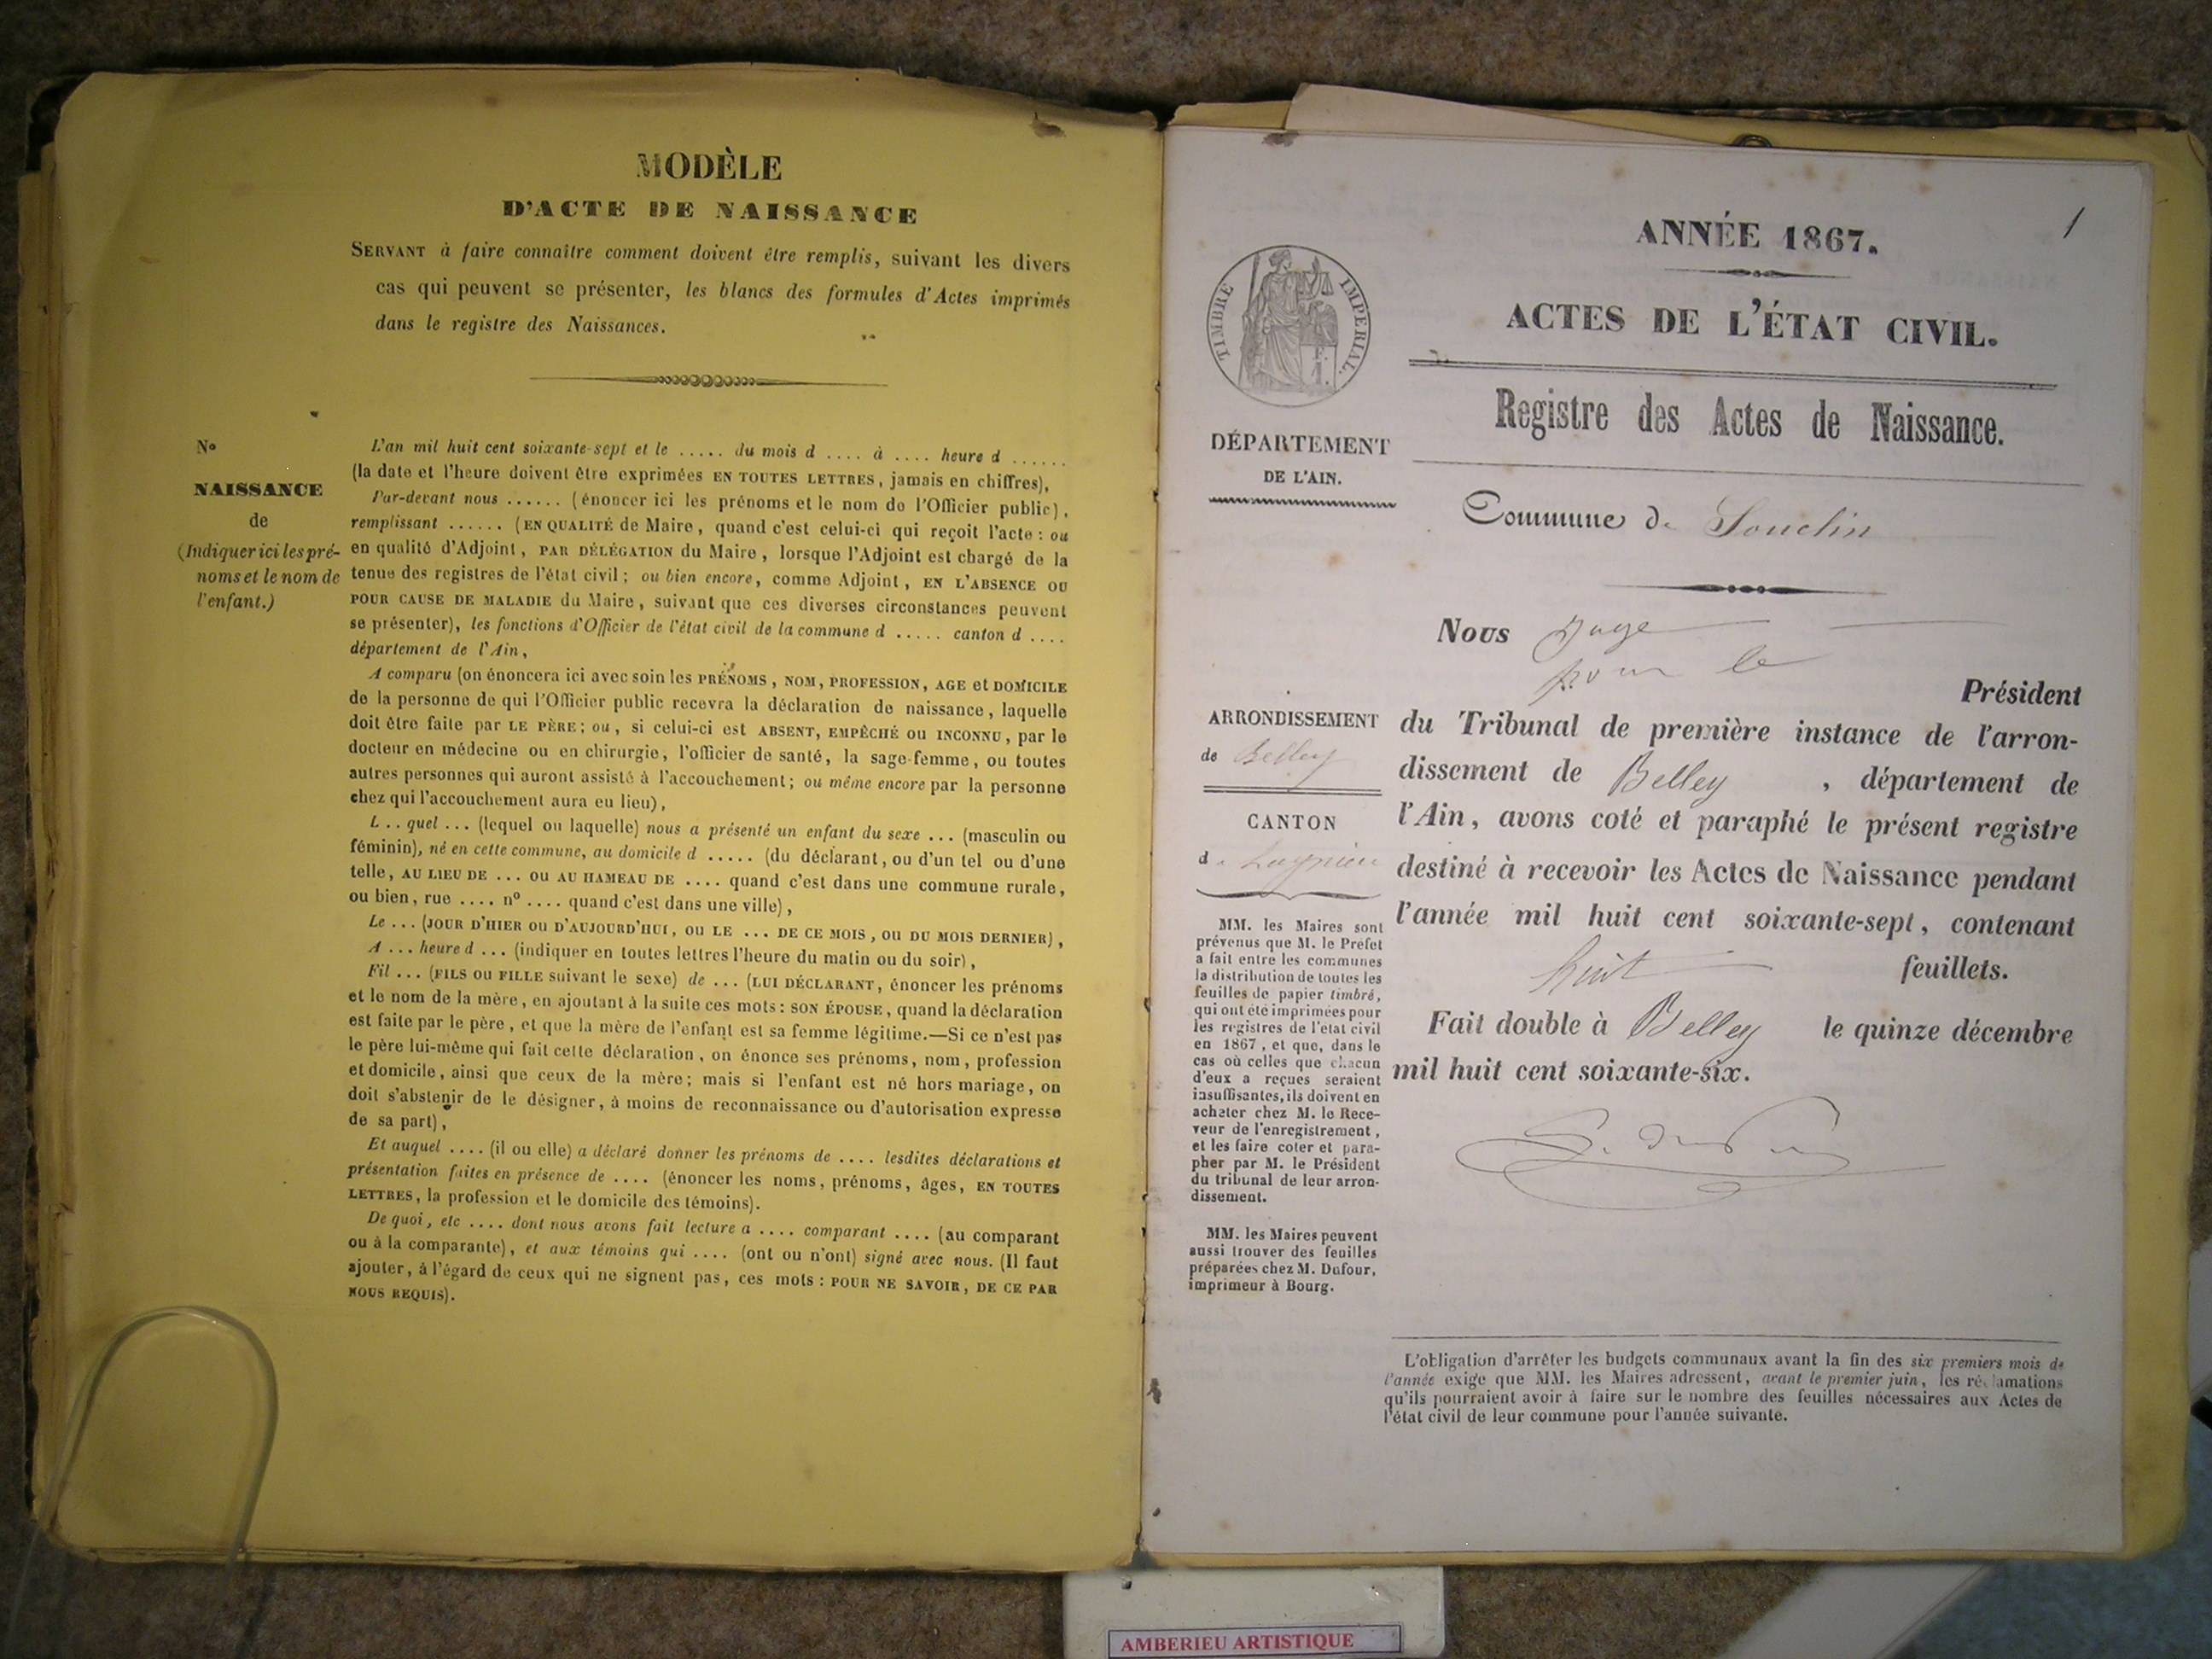 MODÈLE
D'ACTE DE NAISSANCE
SERVANT à faire connaître comment doivent être remplis, suivant les divers
cas qui peuvent se présenter, les blancs des formules d'Actes imprimés
dans le registre des Naissances.
No
NAISSANCE
de
(Indiquer ici les pré-
noms et le nom de
l'enfant.)
L'an mil huit cent soixante-sept et le ..... du mois d .... à .... heure d ......
(la date et l'heure doivent être exprimées EN TOUTES LETTRES, jamais en chiffres),
Par-devant nous ...... (énoncer ici les prénoms et le nom de l'Officier public),
remplissant ...... (EN QUALITÉ de Maire, quand c'est celui-ci qui reçoit l'acte : ou
en qualité d'Adjoint, PAR DÉLÉGATION du Maire, lorsque l'Adjoint est chargé de la
tenue des registres de l'état civil; ou bien encore, comme Adjoint, EN L'ABSENCE OU
POUR CAUSE DE MALADIE du Maire, suivant que ces diverses circonstances peuvent
se présenter), les fonctions d'Officier de l'état civil de la commune d ..... canton d ....
département de l'Ain,
A comparu (on énoncera ici avec soin les PRÉNOMS, NOM, PROFESSION, AGE et DOMICILE
de la personne de qui l'Officier public recevra la déclaration de naissance, laquelle
doit être faite par LE PÈRE; ou, si celui-ci est ABSENT, EMPÊCHÉ OU INCONNU, par le
docteur en médecine ou en chirurgie, l'officier de santé, la sage-femme, ou toutes
autres personnes qui auront assisté à l'accouchement; ou même encore par la personne
chez qui l'accouchement aura eu lieu),
L .. quel ... (lequel ou laquelle) nous a présenté un enfant du sexe ... (masculin ou
féminin), né en cette commune, au domicile d ..... (du déclarant, ou d'un tel ou d'une
telle, AU LIEU DE ... ou AU HAMEAU DE .... quand c'est dans une commune rurale,
ou bien, rue .... no .... quand c'est dans une ville),
Le ... (JOUR D'HIER OU D'AUJOURD'HUI, OU LE ... DE CE MOIS, OU DU MOIS DERNIER),
A ... heure d ... (indiquer en toutes lettres l'heure du matin ou du soir),
Fil ... (FILS OU FILLE suivant le sexe) de ... (LUI DÉCLARANT, énoncer les prénoms
et le nom de la mère, en ajoutant à la suite ces mots : SON ÉPOUSE, quand la déclaration
est faite par le père, et que la mère de l'enfant est sa femme légitime.—Si ce n'est pas
le père lui-même qui fait cette déclaration, on énonce ses prénoms, nom, profession
et domicile, ainsi que ceux de la mère; mais si l'enfant est né hors mariage, on
doit s'abstenir de le désigner, à moins de reconnaissance ou d'autorisation expresse
de sa part),
Et auquel .... (il ou elle) a déclaré donner les prénoms de .... lesdites déclarations et
présentation faites en présence de .... (énoncer les noms, prénoms, âges, EN TOUTES
LETTRES, la profession et le domicile des témoins).
De quoi, etc .... dont nous avons fait lecture a .... comparant .... (au comparant
ou à la comparante), et aux témoins qui .... (ont ou n'ont) signé avec nous. (Il faut
ajouter, à l'égard de ceux qui ne signent pas, ces mots : POUR NE SAVOIR, DE CE PAR
NOUS REQUIS).
1
ANNÉE 1867.
ACTES DE L'ÉTAT CIVIL.
TIMBRE IMPERIAL.
Registre des Actes de Naissance.
DÉPARTEMENT
DE L'AIN.
Commune de Souclin
Nous Juge
pour le
Président
du Tribunal de première instance de l'arron-
dissement de Belley, département de
l'Ain, avons coté et paraphé le présent registre
destiné à recevoir les Actes de Naissance pendant
l'année mil huit cent soixante-sept, contenant
huit feuillets.
Fait double à Belley le quinze décembre
mil huit cent soixante-six.
ARRONDISSEMENT
de Belley
CANTON
de Lagnieu
MM. les Maires sont
prévenus que M. le Préfet
a fait entre les communes
la distribution de toutes les
feuilles de papier timbré,
qui ont été imprimées pour
les registres de l'état civil
en 1867, et que, dans le
cas où celles que chacun
d'eux a reçues seraient
insuffisantes, ils doivent en
acheter chez M. le Rece-
veur de l'enregistrement,
et les faire coter et para-
pher par M. le Président
du tribunal de leur arron-
dissement.
MM. les Maires peuvent
aussi trouver des feuilles
préparées chez M. Dufour,
imprimeur à Bourg.
L'obligation d'arrêter les budgets communaux avant la fin des six premiers mois de
l'année exige que MM. les Maires adressent, avant le premier juin, les réclamations
qu'ils pourraient avoir à faire sur le nombre des feuilles nécessaires aux Actes de
l'état civil de leur commune pour l'année suivante.
AMBERIEU ARTISTIQUE